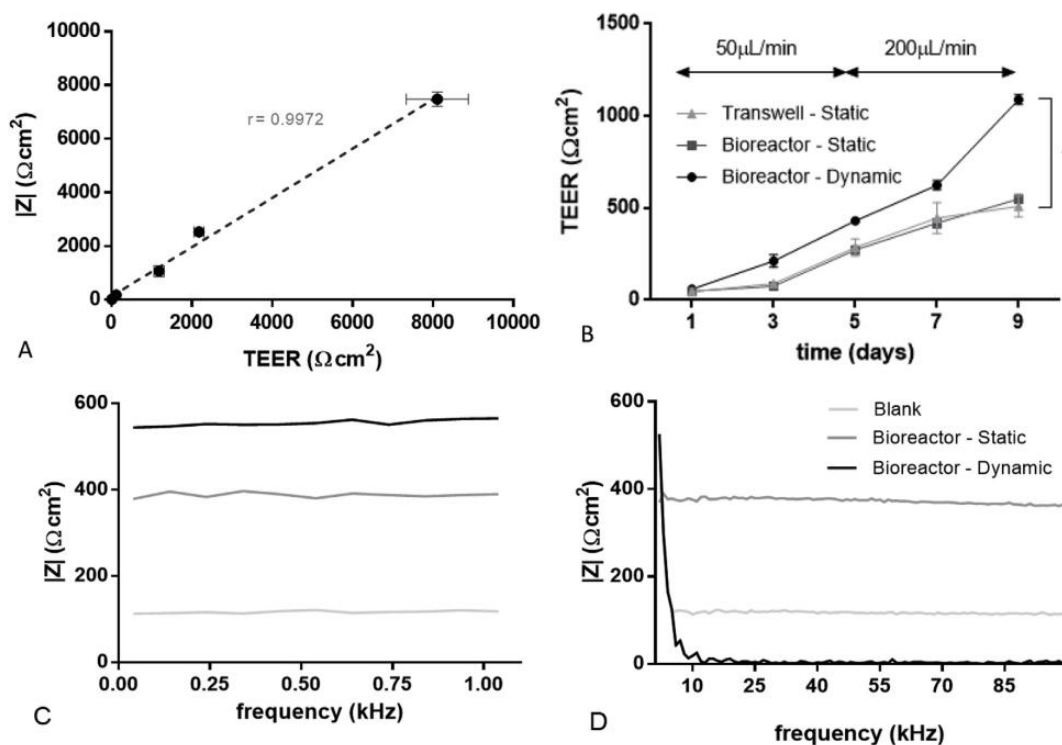 10000
8000
6000
4000
2000
0
|Z| (Ωcm²)
r = 0.9972
0 2000 4000 6000 8000 10000
TEER (Ωcm²)
A
1500
1000
500
0
TEER (Ωcm²)
50μL/min 200μL/min
Transwell - Static
Bioreactor - Static
Bioreactor - Dynamic
1 3 5 7 9
time (days)
B
600
400
200
0
|Z| (Ωcm²)
0.00 0.25 0.50 0.75 1.00
frequency (kHz)
C
600
400
200
0
|Z| (Ωcm²)
Blank
Bioreactor - Static
Bioreactor - Dynamic
10 25 40 55 70 85
frequency (kHz)
D